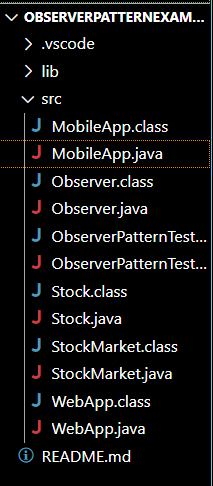 OBSERVERPATTERNEXAM...
.vscode
lib
src
MobileApp.class
MobileApp.java
Observer.class
Observer.java
ObserverPatternTest...
ObserverPatternTest...
Stock.class
Stock.java
StockMarket.class
StockMarket.java
WebApp.class
WebApp.java
README.md